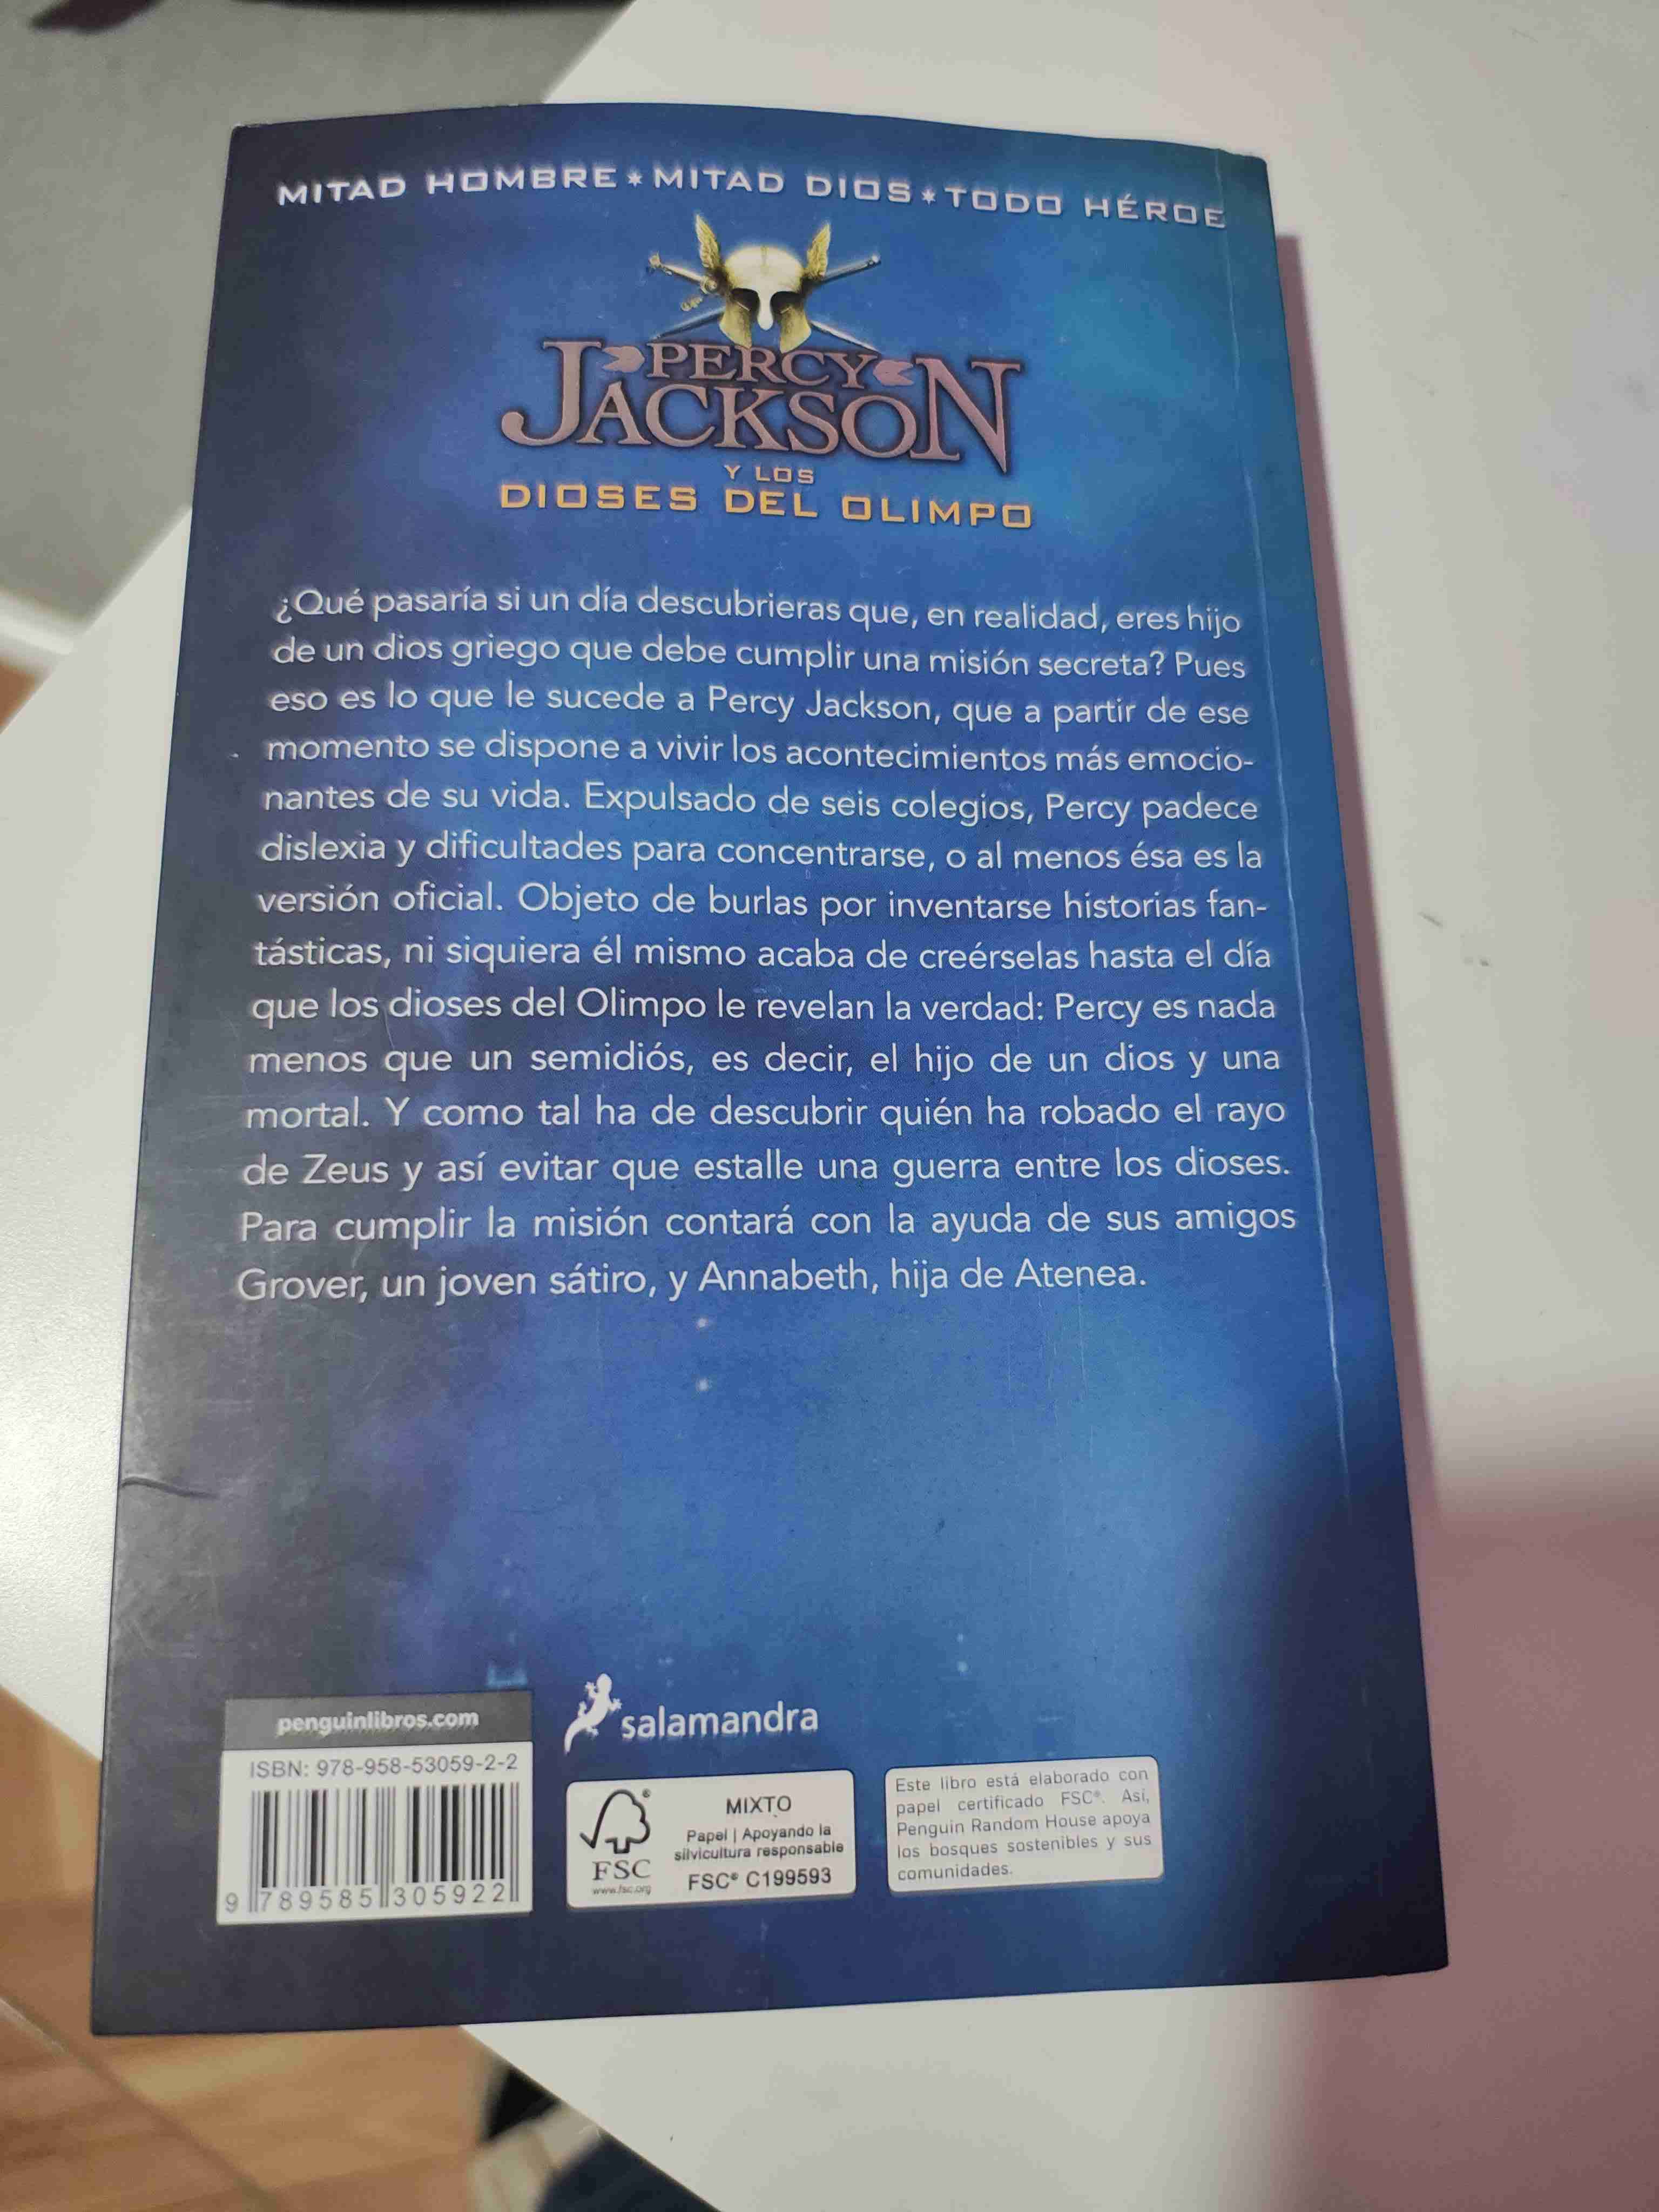 MITAD HOMBRE * MITAD DIOS * TODO HÉROE
PERCY
JACKSON
Y LOS
DIOSES DEL OLIMPO
¿Qué pasaría si un día descubrieras que, en realidad, eres hijo
de un dios griego que debe cumplir una misión secreta? Pues
eso es lo que le sucede a Percy Jackson, que a partir de ese
momento se dispone a vivir los acontecimientos más emocio-
nantes de su vida. Expulsado de seis colegios, Percy padece
dislexia y dificultades para concentrarse, o al menos ésa es la
versión oficial. Objeto de burlas por inventarse historias fan-
tásticas, ni siquiera él mismo acaba de creérselas hasta el día
que los dioses del Olimpo le revelan la verdad: Percy es nada
menos que un semidiós, es decir, el hijo de un dios y una
mortal. Y como tal ha de descubrir quién ha robado el rayo
de Zeus y así evitar que estalle una guerra entre los dioses.
Para cumplir la misión contará con la ayuda de sus amigos
Grover, un joven sátiro, y Annabeth, hija de Atenea.
penguinlibros.com
ISBN: 978-958-53059-2-2
9 789585 305922
salamandra
FSC®
www.fsc.org
MIXTO
Papel | Apoyando la
silvicultura responsable
FSC® C199593
Este libro está elaborado con
papel certificado FSC®. Así,
Penguin Random House apoya
los bosques sostenibles y sus
comunidades.